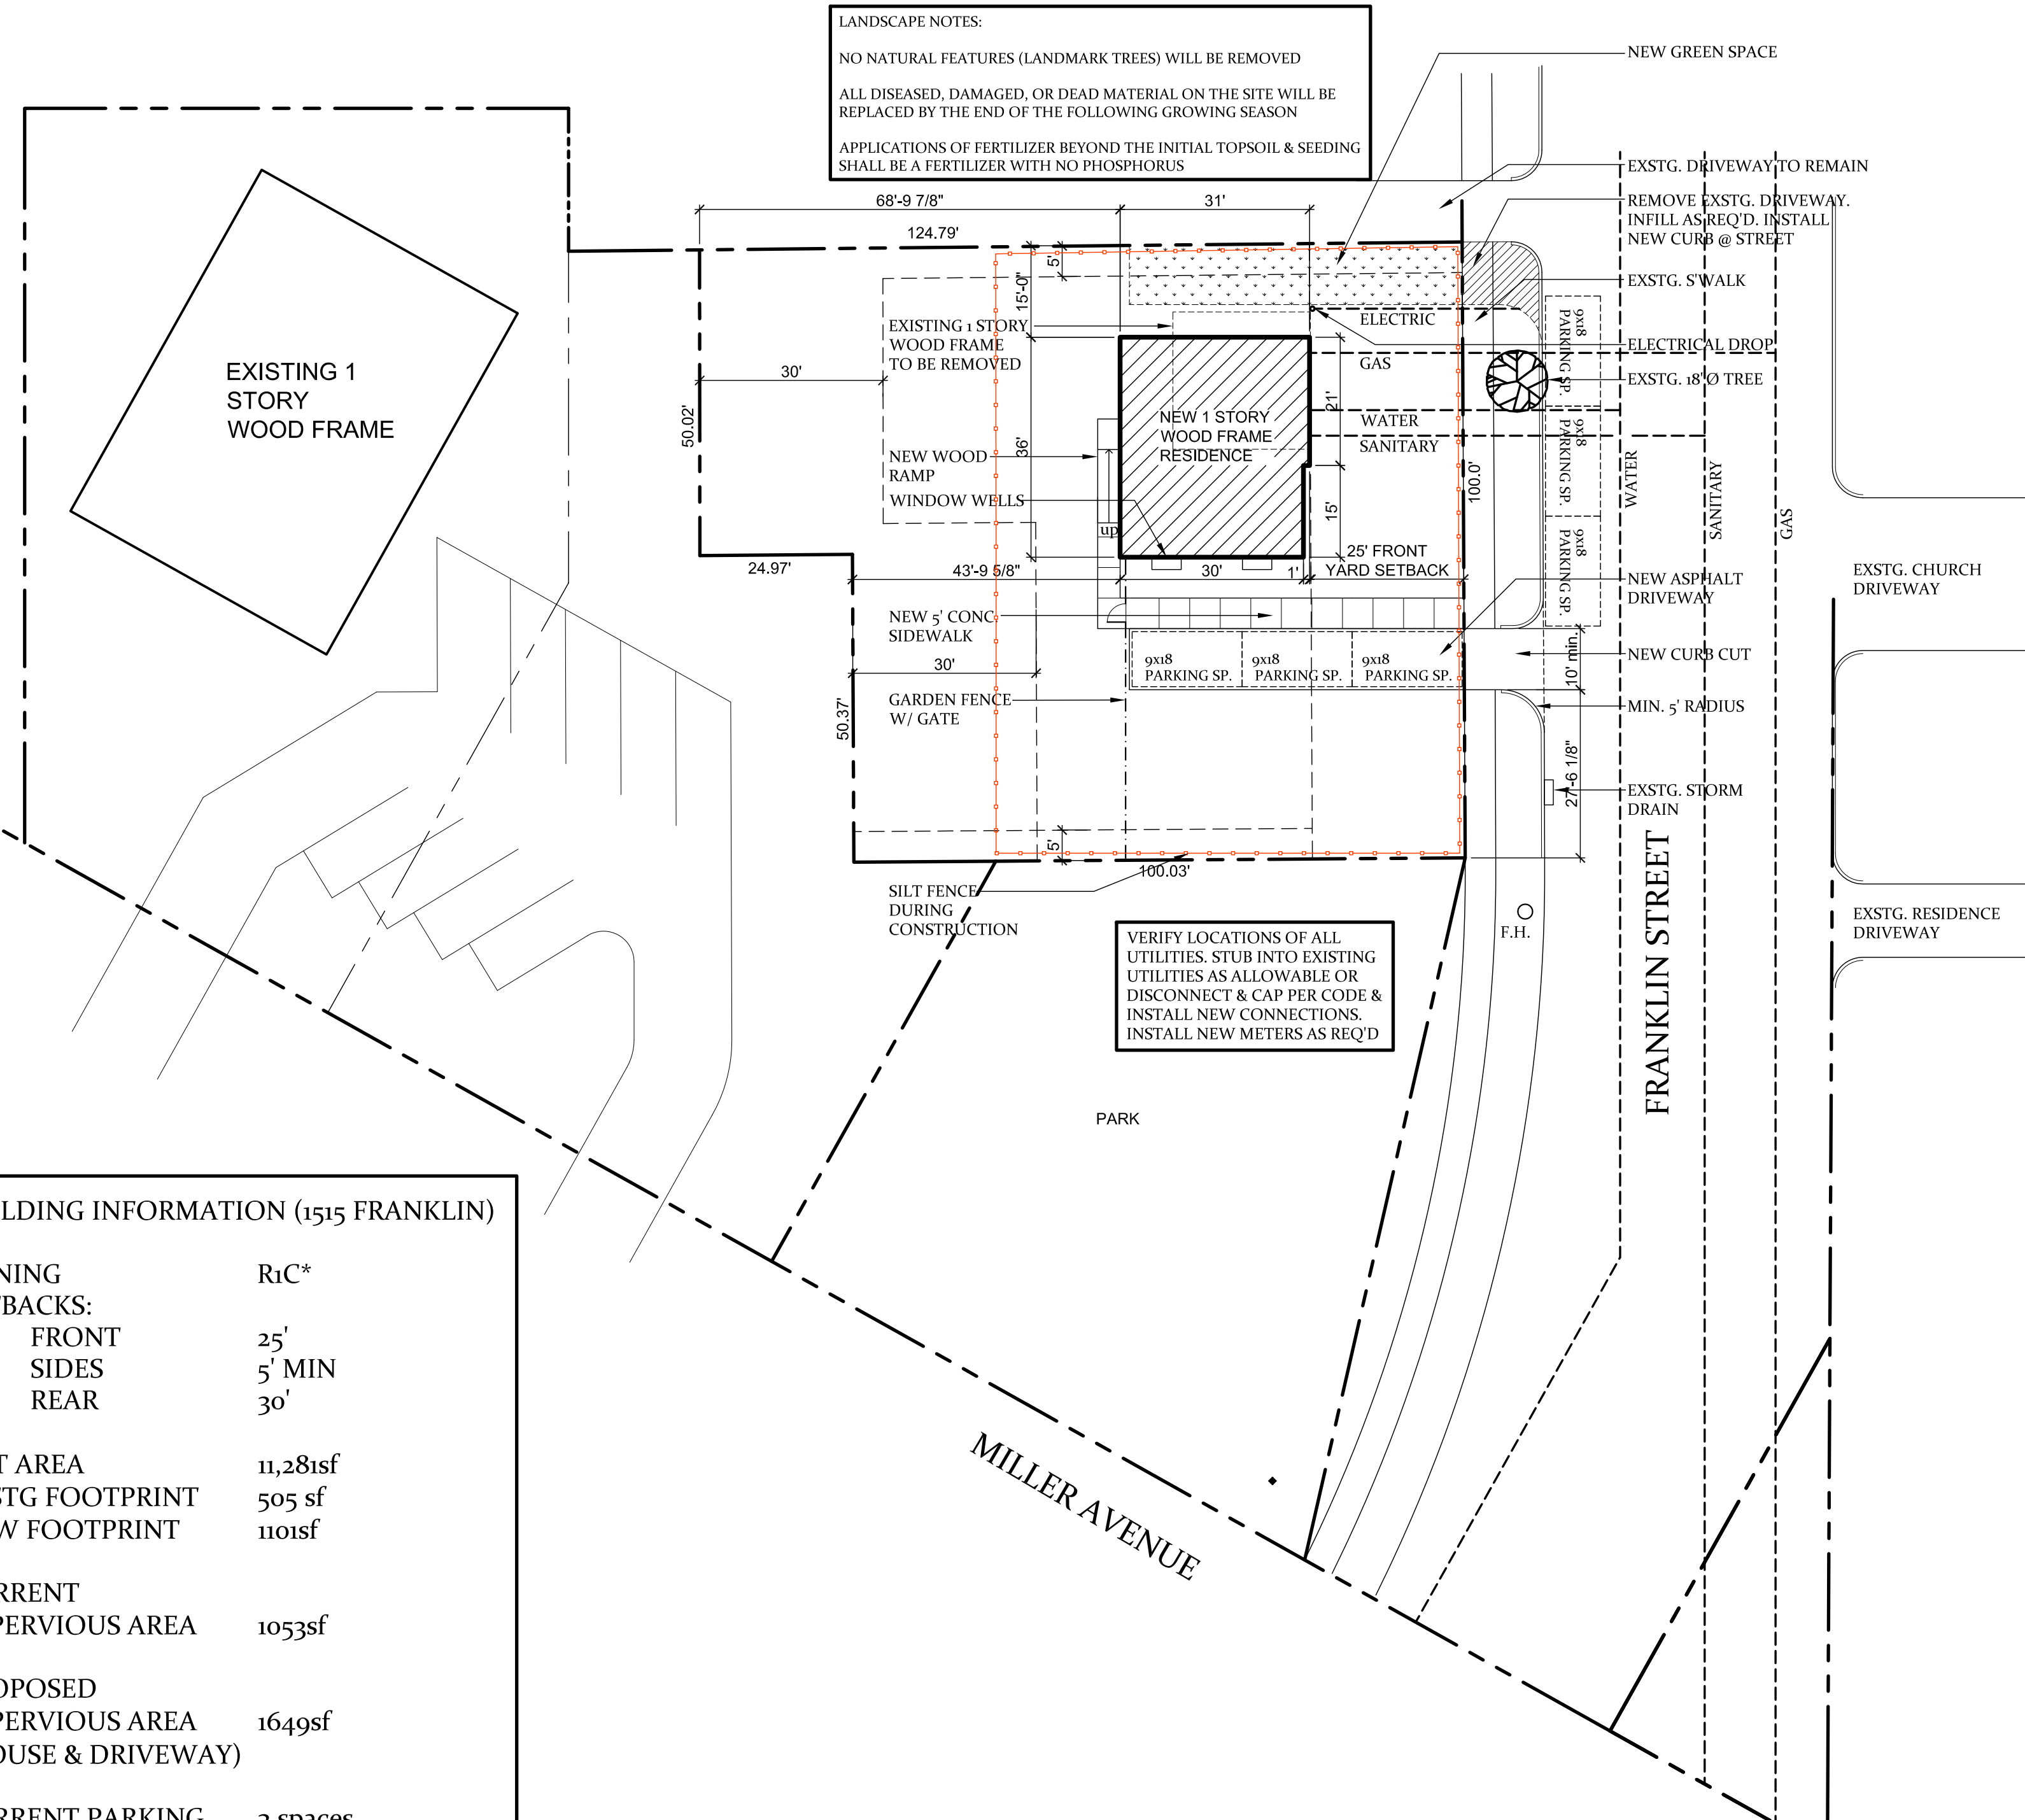 LANDSCAPE NOTES:
NO NATURAL FEATURES (LANDMARK TREES) WILL BE REMOVED
ALL DISEASED, DAMAGED, OR DEAD MATERIAL ON THE SITE WILL BE
REPLACED BY THE END OF THE FOLLOWING GROWING SEASON
APPLICATIONS OF FERTILIZER BEYOND THE INITIAL TOPSOIL & SEEDING
SHALL BE A FERTILIZER WITH NO PHOSPHORUS
NEW GREEN SPACE
EXSTG. DRIVEWAY TO REMAIN
REMOVE EXSTG. DRIVEWAY.
INFILL AS REQ'D. INSTALL
NEW CURB @ STREET
EXSTG. S'WALK
ELECTRICAL DROP
EXSTG. 18"Ø TREE
68'-9 7/8"
31'
124.79'
5'
15'-0"
EXISTING 1 STORY
WOOD FRAME
TO BE REMOVED
30'
50.02'
36'
ELECTRIC
GAS
21'
WATER
SANITARY
EXISTING 1
STORY
WOOD FRAME
NEW 1 STORY
WOOD FRAME
RESIDENCE
NEW WOOD
RAMP
WINDOW WELLS
up
15'
100.0'
9x18
PARKING SP.
9x18
PARKING SP.
9x18
PARKING SP.
WATER
SANITARY
GAS
24.97'
43'-9 5/8"
30'
1'
25' FRONT
YARD SETBACK
NEW ASPHALT
DRIVEWAY
EXSTG. CHURCH
DRIVEWAY
NEW 5' CONC.
SIDEWALK
30'
9x18
PARKING SP.
9x18
PARKING SP.
9x18
PARKING SP.
10' min.
NEW CURB CUT
GARDEN FENCE
W/ GATE
MIN. 5' RADIUS
50.37'
27'-6 1/8"
EXSTG. STORM
DRAIN
5'
100.03'
SILT FENCE
DURING
CONSTRUCTION
F.H.
EXSTG. RESIDENCE
DRIVEWAY
FRANKLIN STREET
VERIFY LOCATIONS OF ALL
UTILITIES. STUB INTO EXISTING
UTILITIES AS ALLOWABLE OR
DISCONNECT & CAP PER CODE &
INSTALL NEW CONNECTIONS.
INSTALL NEW METERS AS REQ'D
PARK
MILLER AVENUE
LDING INFORMATION (1515 FRANKLIN)
NING R1C*
TBACKS:
FRONT 25'
SIDES 5' MIN
REAR 30'
T AREA 11,281sf
STG FOOTPRINT 505 sf
W FOOTPRINT 1101sf
RRENT
PERVIOUS AREA 1053sf
OPOSED
PERVIOUS AREA 1649sf
OUSE & DRIVEWAY)
RRENT PARKING spaces